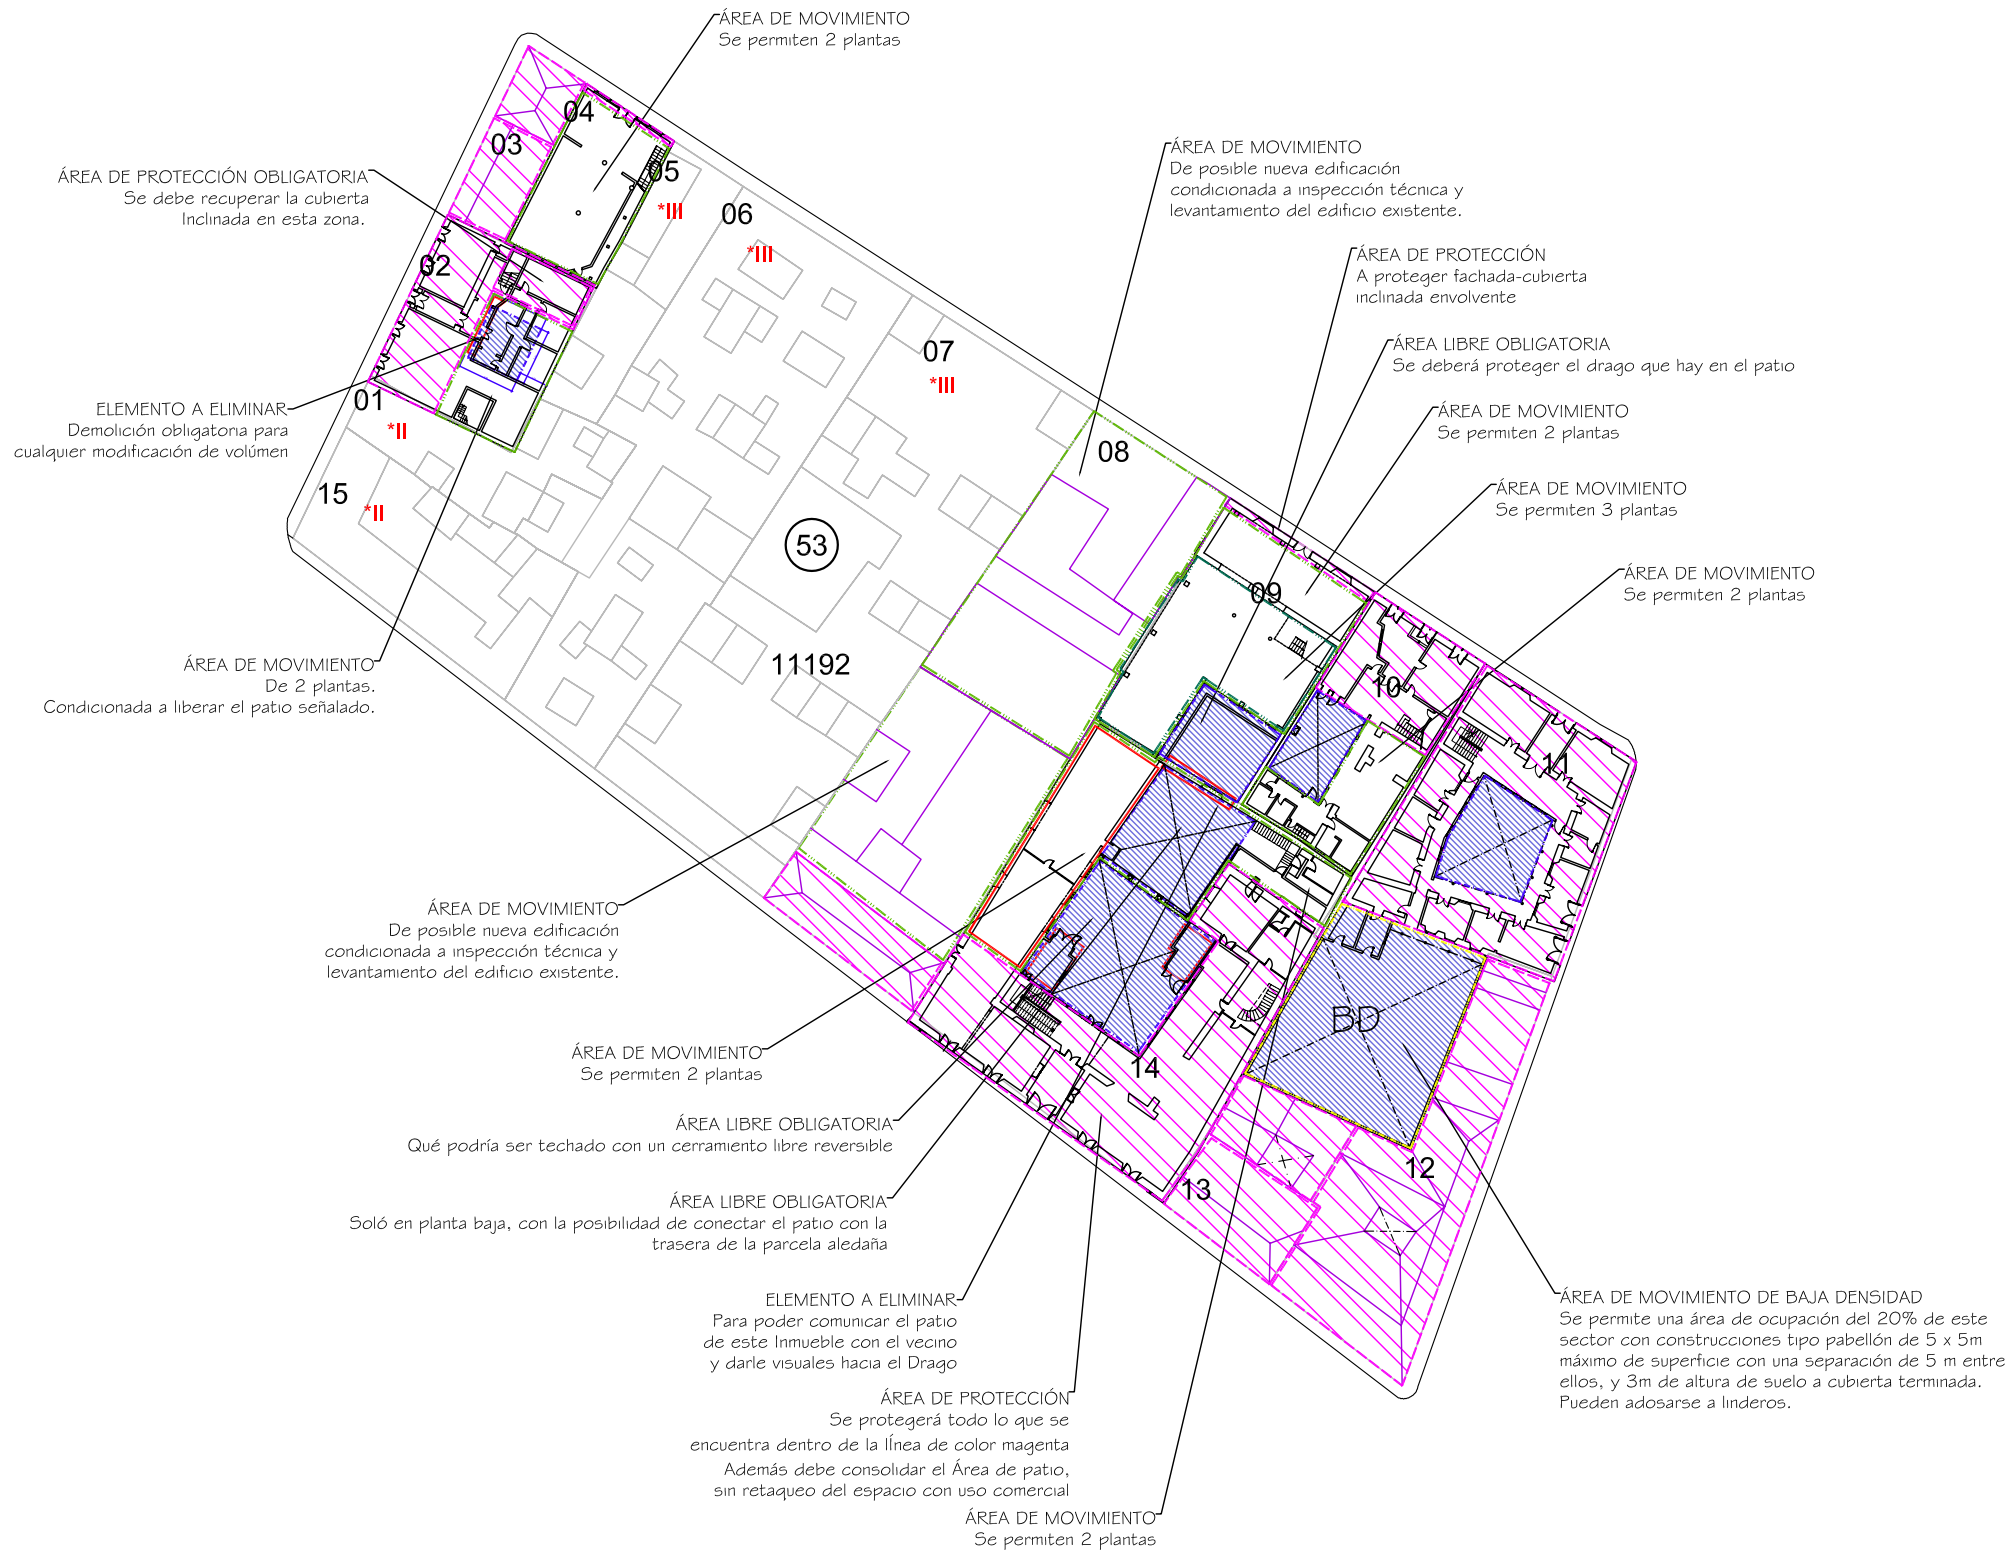 ÁREA DE MOVIMIENTO
Se permiten 2 plantas
04
03
05
*III
06
*III
ÁREA DE PROTECCIÓN OBLIGATORIA
Se debe recuperar la cubierta
Inclinada en esta zona.
02
ÁREA DE MOVIMIENTO
De posible nueva edificación
condicionada a inspección técnica y
levantamiento del edificio existente.
ÁREA DE PROTECCIÓN
A proteger fachada-cubierta
inclinada envolvente
ÁREA LIBRE OBLIGATORIA
Se deberá proteger el drago que hay en el patio
07
*III
01
*II
ELEMENTO A ELIMINAR
Demolición obligatoria para
cualquier modificación de volúmen
ÁREA DE MOVIMIENTO
Se permiten 2 plantas
08
15
*II
ÁREA DE MOVIMIENTO
Se permiten 3 plantas
53
ÁREA DE MOVIMIENTO
Se permiten 2 plantas
09
11192
10
ÁREA DE MOVIMIENTO
De 2 plantas.
Condicionada a liberar el patio señalado.
11
ÁREA DE MOVIMIENTO
De posible nueva edificación
condicionada a inspección técnica y
levantamiento del edificio existente.
BD
ÁREA DE MOVIMIENTO
Se permiten 2 plantas
14
ÁREA LIBRE OBLIGATORIA
Qué podría ser techado con un cerramiento libre reversible
12
13
ÁREA LIBRE OBLIGATORIA
Soló en planta baja, con la posibilidad de conectar el patio con la
trasera de la parcela aledaña
ELEMENTO A ELIMINAR
Para poder comunicar el patio
de este Inmueble con el vecino
y darle visuales hacia el Drago
ÁREA DE MOVIMIENTO DE BAJA DENSIDAD
Se permite una área de ocupación del 20% de este
sector con construcciones tipo pabellón de 5 x 5m
máximo de superficie con una separación de 5 m entre
ellos, y 3m de altura de suelo a cubierta terminada.
Pueden adosarse a linderos.
ÁREA DE PROTECCIÓN
Se protegerá todo lo que se
encuentra dentro de la lÍnea de color magenta
Además debe consolidar el Área de patio,
sin retaqueo del espacio con uso comercial
ÁREA DE MOVIMIENTO
Se permiten 2 plantas